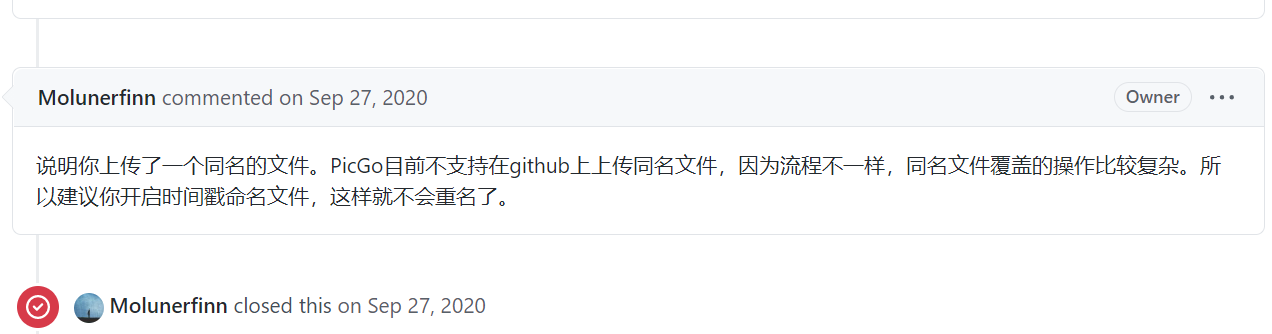 Molunerfinn commented on Sep 27, 2020
Owner
说明你上传了一个同名的文件。PicGo目前不支持在github上上传同名文件，因为流程不一样，同名文件覆盖的操作比较复杂。所
以建议你开启时间戳命名文件，这样就不会重名了。
Molunerfinn closed this on Sep 27, 2020